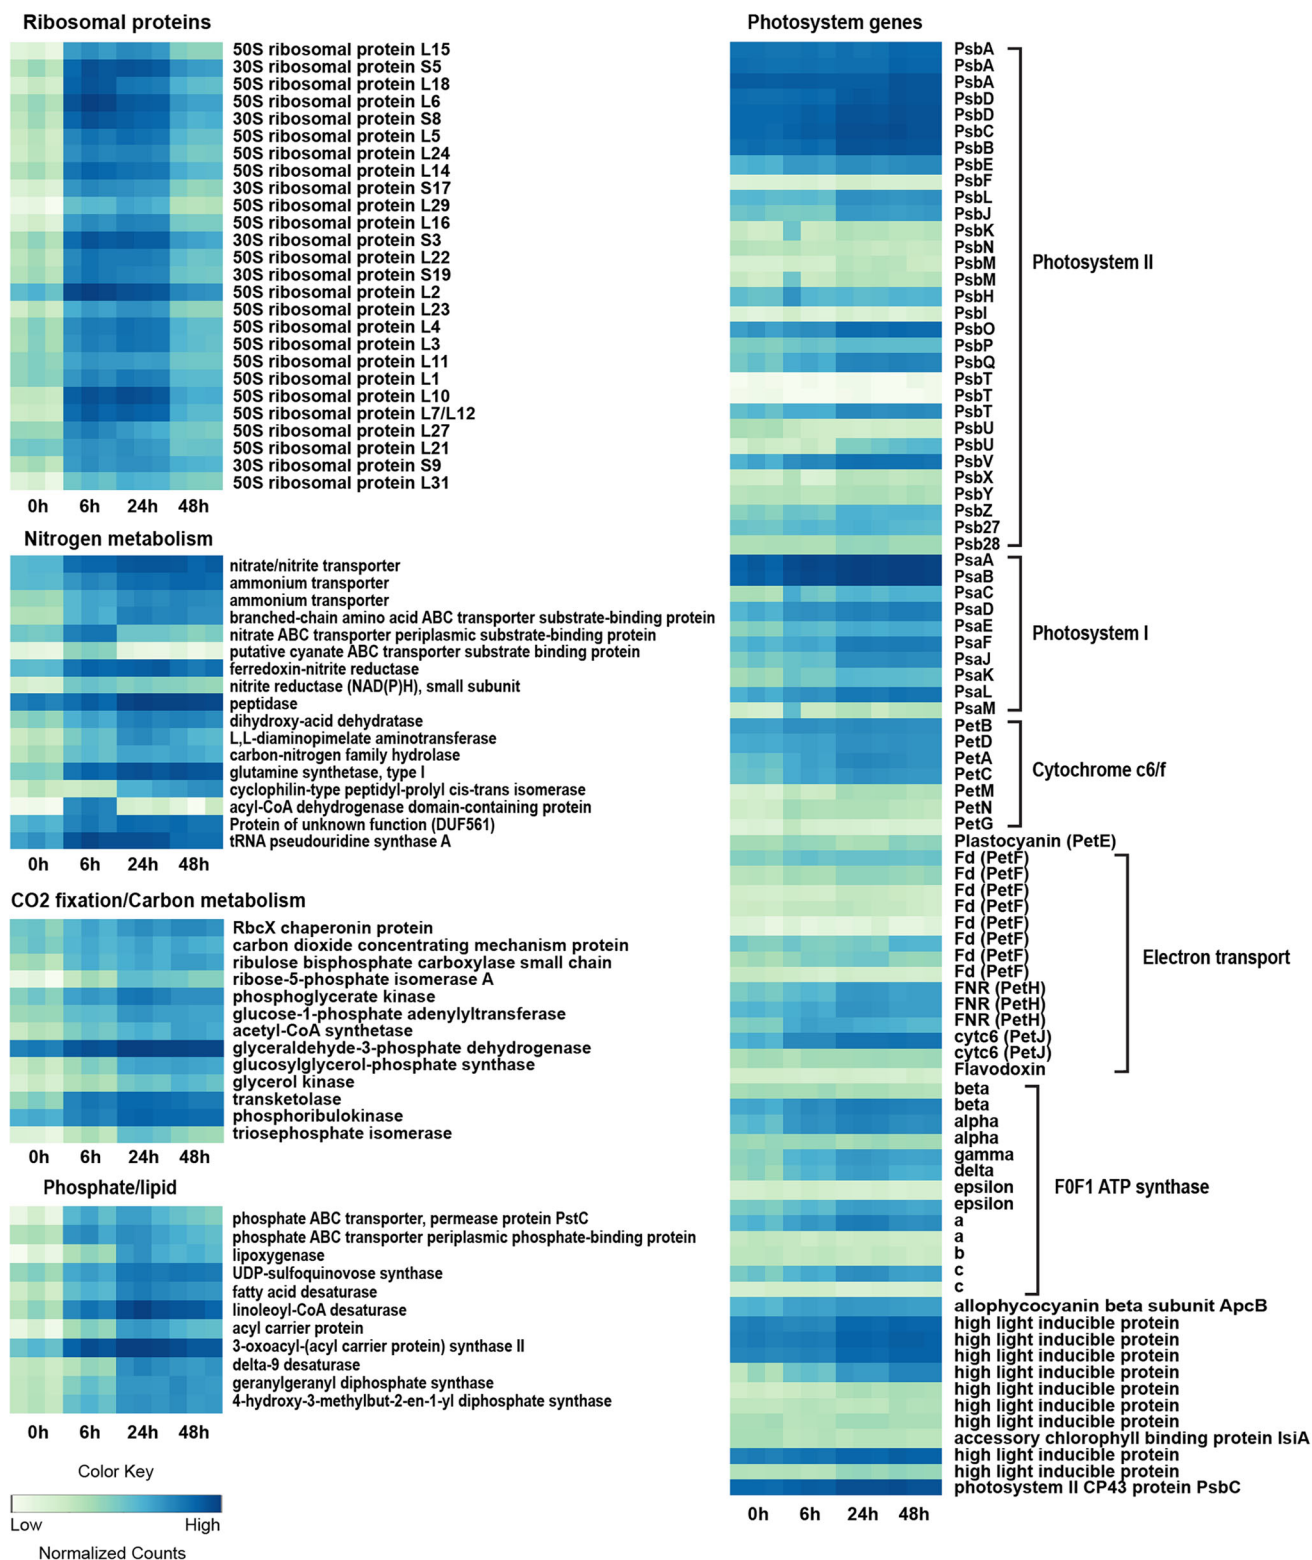 Ribosomal proteins
50S ribosomal protein L15
30S ribosomal protein S5
50S ribosomal protein L18
50S ribosomal protein L6
30S ribosomal protein S8
50S ribosomal protein L5
50S ribosomal protein L24
50S ribosomal protein L14
30S ribosomal protein S17
50S ribosomal protein L29
50S ribosomal protein L16
30S ribosomal protein S3
50S ribosomal protein L22
30S ribosomal protein S19
50S ribosomal protein L2
50S ribosomal protein L23
50S ribosomal protein L4
50S ribosomal protein L3
50S ribosomal protein L11
50S ribosomal protein L1
50S ribosomal protein L10
50S ribosomal protein L7/L12
50S ribosomal protein L27
50S ribosomal protein L21
30S ribosomal protein S9
50S ribosomal protein L31
0h 6h 24h 48h
Nitrogen metabolism
nitrate/nitrite transporter
ammonium transporter
ammonium transporter
branched-chain amino acid ABC transporter substrate-binding protein
nitrate ABC transporter periplasmic substrate-binding protein
putative cyanate ABC transporter substrate binding protein
ferredoxin-nitrite reductase
nitrite reductase (NAD(P)H), small subunit
peptidase
dihydroxy-acid dehydratase
L,L-diaminopimelate aminotransferase
carbon-nitrogen family hydrolase
glutamine synthetase, type I
cyclophilin-type peptidyl-prolyl cis-trans isomerase
acyl-CoA dehydrogenase domain-containing protein
Protein of unknown function (DUF561)
tRNA pseudouridine synthase A
0h 6h 24h 48h
CO2 fixation/Carbon metabolism
RbcX chaperonin protein
carbon dioxide concentrating mechanism protein
ribulose bisphosphate carboxylase small chain
ribose-5-phosphate isomerase A
phosphoglycerate kinase
glucose-1-phosphate adenylyltransferase
acetyl-CoA synthetase
glyceraldehyde-3-phosphate dehydrogenase
glucosylglycerol-phosphate synthase
glycerol kinase
transketolase
phosphoribulokinase
triosephosphate isomerase
0h 6h 24h 48h
Phosphate/lipid
phosphate ABC transporter, permease protein PstC
phosphate ABC transporter periplasmic phosphate-binding protein
lipoxygenase
UDP-sulfoquinovose synthase
fatty acid desaturase
linoleoyl-CoA desaturase
acyl carrier protein
3-oxoacyl-(acyl carrier protein) synthase II
delta-9 desaturase
geranylgeranyl diphosphate synthase
4-hydroxy-3-methylbut-2-en-1-yl diphosphate synthase
0h 6h 24h 48h
Color Key
Low High
Normalized Counts
Photosystem genes
PsbA
PsbA
PsbA
PsbD
PsbD
PsbC
PsbB
PsbE
PsbF
PsbL
PsbJ
PsbK
PsbN
PsbM
PsbM
PsbH
PsbI
PsbO
PsbP
PsbQ
PsbT
PsbT
PsbT
PsbU
PsbU
PsbV
PsbX
PsbY
PsbZ
Psb27
Psb28
Photosystem II
PsaA
PsaB
PsaC
PsaD
PsaE
PsaF
PsaJ
PsaK
PsaL
PsaM
Photosystem I
PetB
PetD
PetA
PetC
PetM
PetN
PetG
Cytochrome c6/f
Plastocyanin (PetE)
Fd (PetF)
Fd (PetF)
Fd (PetF)
Fd (PetF)
Fd (PetF)
Fd (PetF)
Fd (PetF)
Fd (PetF)
FNR (PetH)
FNR (PetH)
FNR (PetH)
cytc6 (PetJ)
cytc6 (PetJ)
Flavodoxin
Electron transport
beta
beta
alpha
alpha
gamma
delta
epsilon
epsilon
a
a
b
c
c
F0F1 ATP synthase
allophycocyanin beta subunit ApcB
high light inducible protein
high light inducible protein
high light inducible protein
high light inducible protein
high light inducible protein
high light inducible protein
high light inducible protein
accessory chlorophyll binding protein IsiA
high light inducible protein
high light inducible protein
photosystem II CP43 protein PsbC
0h 6h 24h 48h